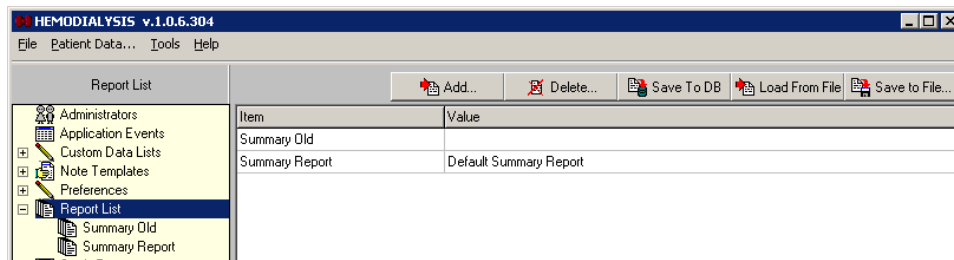 HEMODIALYSIS v.1.0.6.304
File Patient Data... Tools Help
Report List Add... Delete... Save To DB Load From File Save to File...
Administrators Item Value
Application Events Summary Old
Custom Data Lists Summary Report Default Summary Report
Note Templates
Preferences
Report List
Summary Old
Summary Report